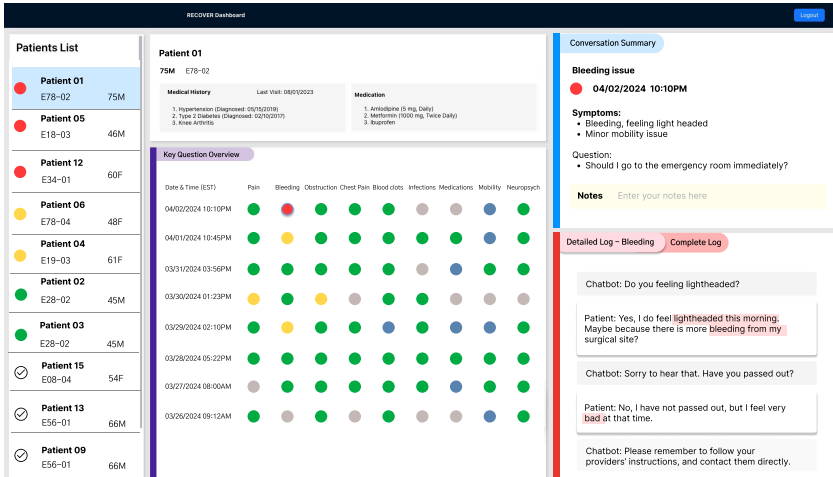 RECOVER Dashboard
Logout
Patients List
Patient 01
E78-02
75M
Patient 05
E18-03
46M
Patient 12
E34-01
60F
Patient 06
E78-04
48F
Patient 04
E19-03
61F
Patient 02
E28-02
45M
Patient 03
E28-02
45M
Patient 15
E08-04
54F
Patient 13
E56-01
66M
Patient 09
E56-01
66M
Patient 01
75M E78-02
Medical History Last Visit: 08/01/2023
1. Hypertension (Diagnosed: 05/15/2019)
2. Type 2 Diabetes (Diagnosed: 02/10/2017)
3. Knee Arthritis
Medication
1. Amlodipine (5 mg, Daily)
2. Metformin (1000 mg, Twice Daily)
3. Ibuprofen
Key Question Overview
Date & Time (EST) Pain Bleeding Obstruction Chest Pain Blood clots Infections Medications Mobility Neuropsych
04/02/2024 10:10PM
04/01/2024 10:45PM
03/31/2024 03:56PM
03/30/2024 01:23PM
03/29/2024 02:10PM
03/28/2024 05:22PM
03/27/2024 08:00AM
03/26/2024 09:12AM
Conversation Summary
Bleeding issue
04/02/2024 10:10PM
Symptoms:
• Bleeding, feeling light headed
• Minor mobility issue
Question:
• Should I go to the emergency room immediately?
Notes Enter your notes here
Detailed Log - Bleeding
Complete Log
Chatbot: Do you feeling lightheaded?
Patient: Yes, I do feel lightheaded this morning.
Maybe because there is more bleeding from my
surgical site?
Chatbot: Sorry to hear that. Have you passed out?
Patient: No, I have not passed out, but I feel very
bad at that time.
Chatbot: Please remember to follow your
providers' instructions, and contact them directly.